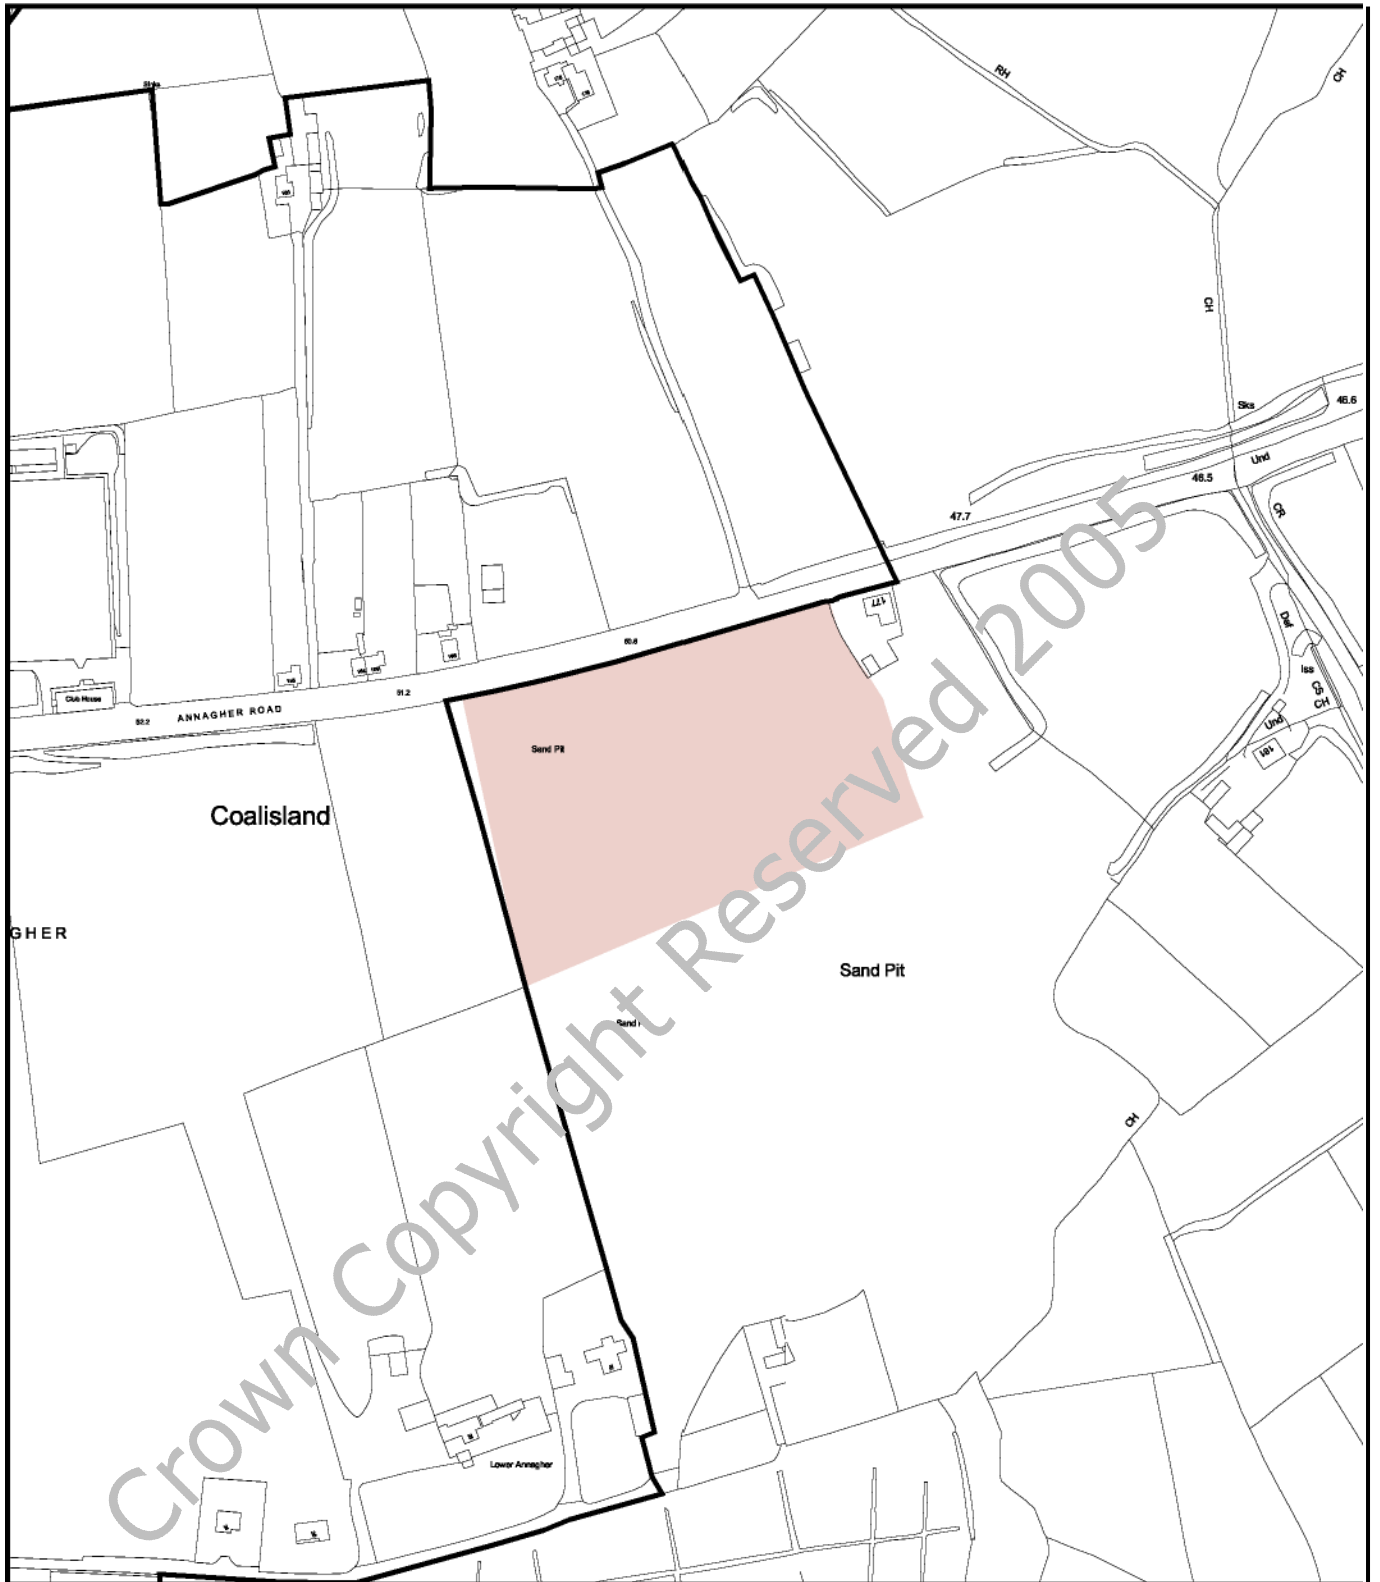 RH
CH
CH
Sks
46.6
Und
46.5
CR
47.7
177
50.8
Def
Iss
CS
CH
Und
181
51.2
Club House
52.2
ANNAGHER ROAD
Sand Pit
Coalisland
GHER
Sand Pit
Sand
CH
Lower Annagher
Crown Copyright Reserved 2005